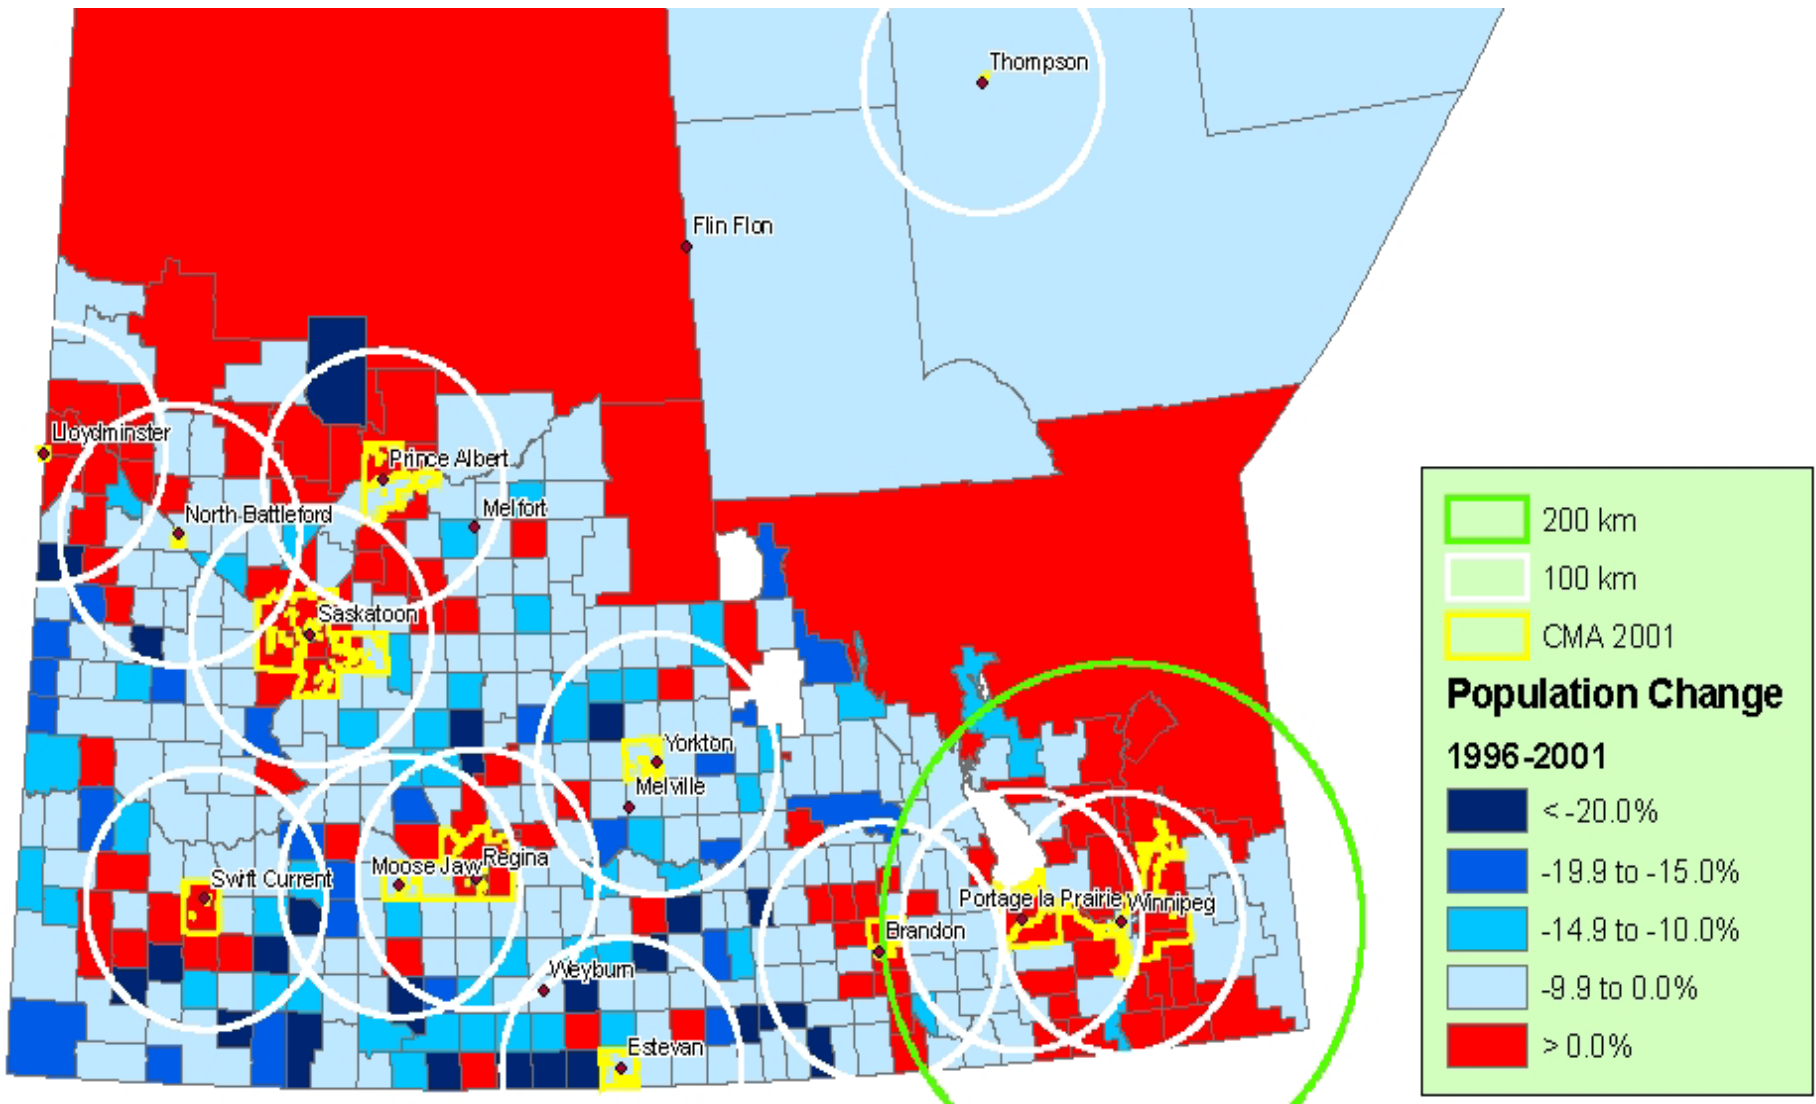 Thompson
Flin Flon
Lloydminster
Prince Albert
North Battleford
Melfort
Saskatoon
Yorkton
Melville
Moose Jaw
Regina
Swift Current
Portage la Prairie
Winnipeg
Brandon
Weyburn
Estevan
200 km
100 km
CMA 2001
Population Change
1996-2001
< -20.0%
-19.9 to -15.0%
-14.9 to -10.0%
-9.9 to 0.0%
> 0.0%